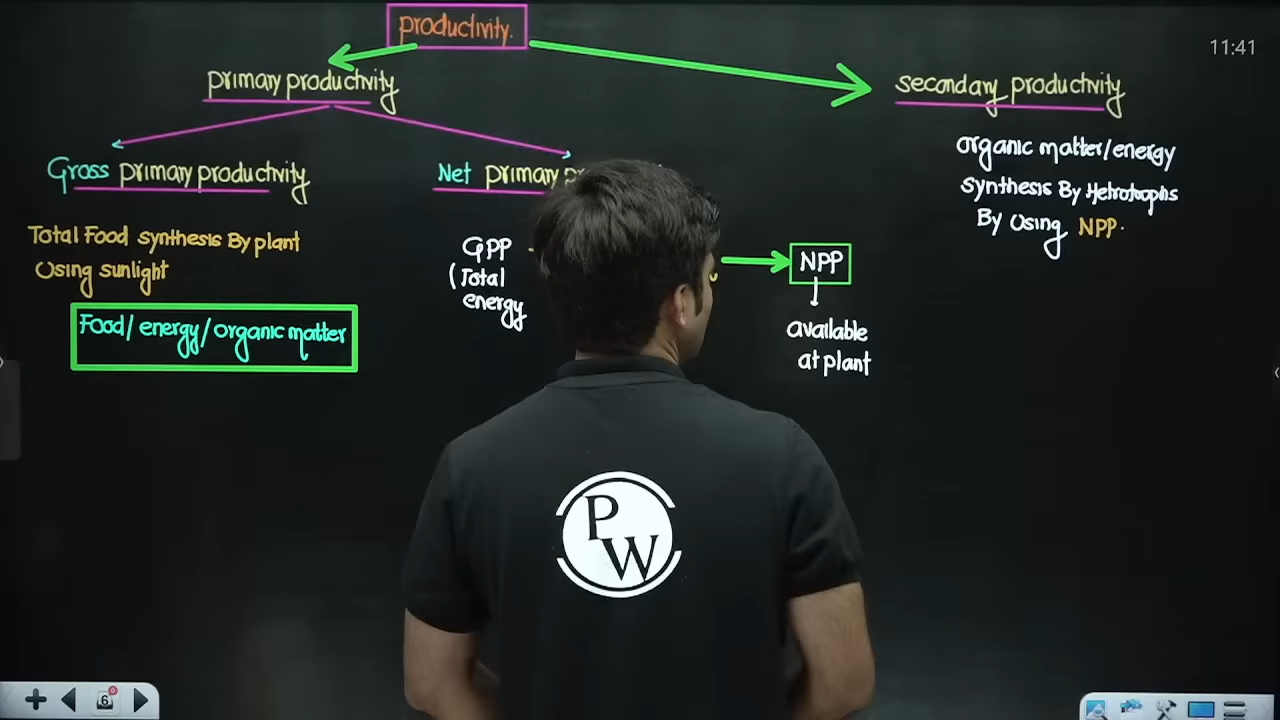 productivity.
11:41
primary productivity
secondary productivity
Gross primary productivity
Net primary
organic matter/energy
synthesis By Hetrotrophs
By Using NPP.
Total Food synthesis By plant
Using sunlight
Food/energy/organic matter
GPP
(Total
energy
NPP
available
at plant
P
W
6